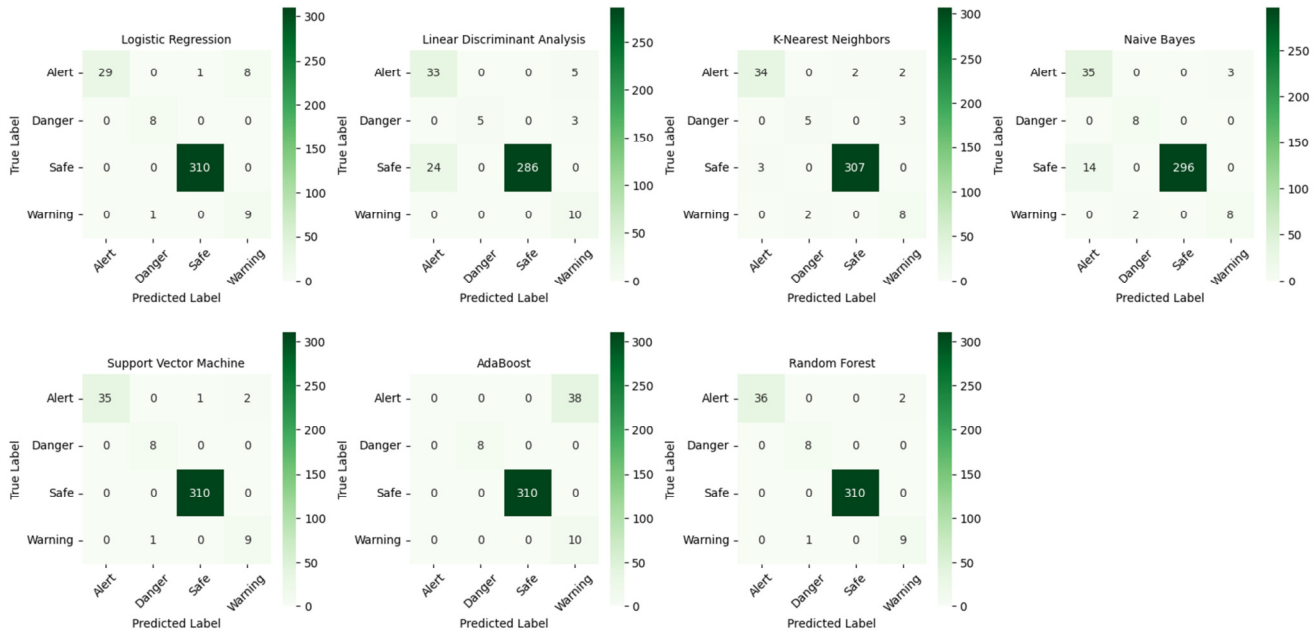 Logistic Regression
True Label
Alert
Danger
Safe
Warning
29 0 1 8
0 8 0 0
0 0 310 0
0 1 0 9
Alert Danger Safe Warning
Predicted Label
300
250
200
150
100
50
0
Linear Discriminant Analysis
True Label
Alert
Danger
Safe
Warning
33 0 0 5
0 5 0 3
24 0 286 0
0 0 0 10
Alert Danger Safe Warning
Predicted Label
250
200
150
100
50
0
K-Nearest Neighbors
True Label
Alert
Danger
Safe
Warning
34 0 2 2
0 5 0 3
3 0 307 0
0 2 0 8
Alert Danger Safe Warning
Predicted Label
300
250
200
150
100
50
0
Naive Bayes
True Label
Alert
Danger
Safe
Warning
35 0 0 3
0 8 0 0
14 0 296 0
0 2 0 8
Alert Danger Safe Warning
Predicted Label
250
200
150
100
50
0
Support Vector Machine
True Label
Alert
Danger
Safe
Warning
35 0 1 2
0 8 0 0
0 0 310 0
0 1 0 9
Alert Danger Safe Warning
Predicted Label
300
250
200
150
100
50
0
AdaBoost
True Label
Alert
Danger
Safe
Warning
0 0 0 38
0 8 0 0
0 0 310 0
0 0 0 10
Alert Danger Safe Warning
Predicted Label
300
250
200
150
100
50
0
Random Forest
True Label
Alert
Danger
Safe
Warning
36 0 0 2
0 8 0 0
0 0 310 0
0 1 0 9
Alert Danger Safe Warning
Predicted Label
300
250
200
150
100
50
0